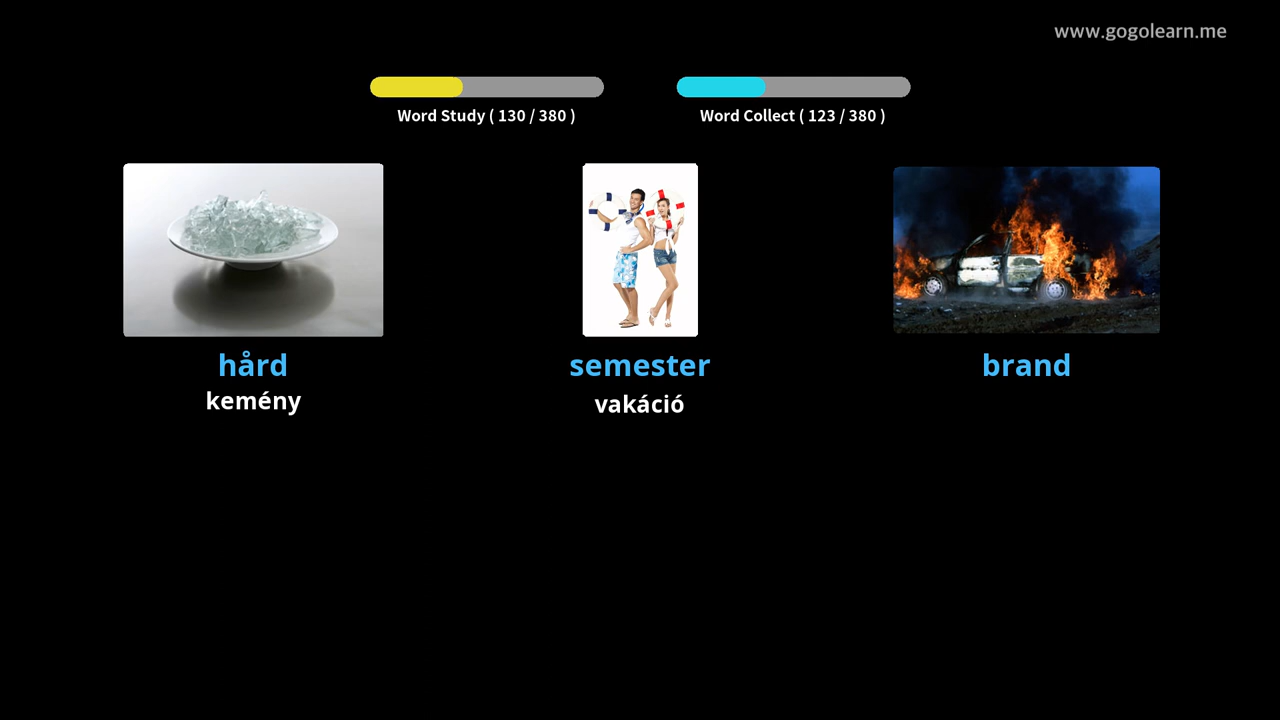 www.gogolearn.me
Word Study ( 130 / 380 )
Word Collect ( 123 / 380 )
hård
semester
brand
kemény
vakáció